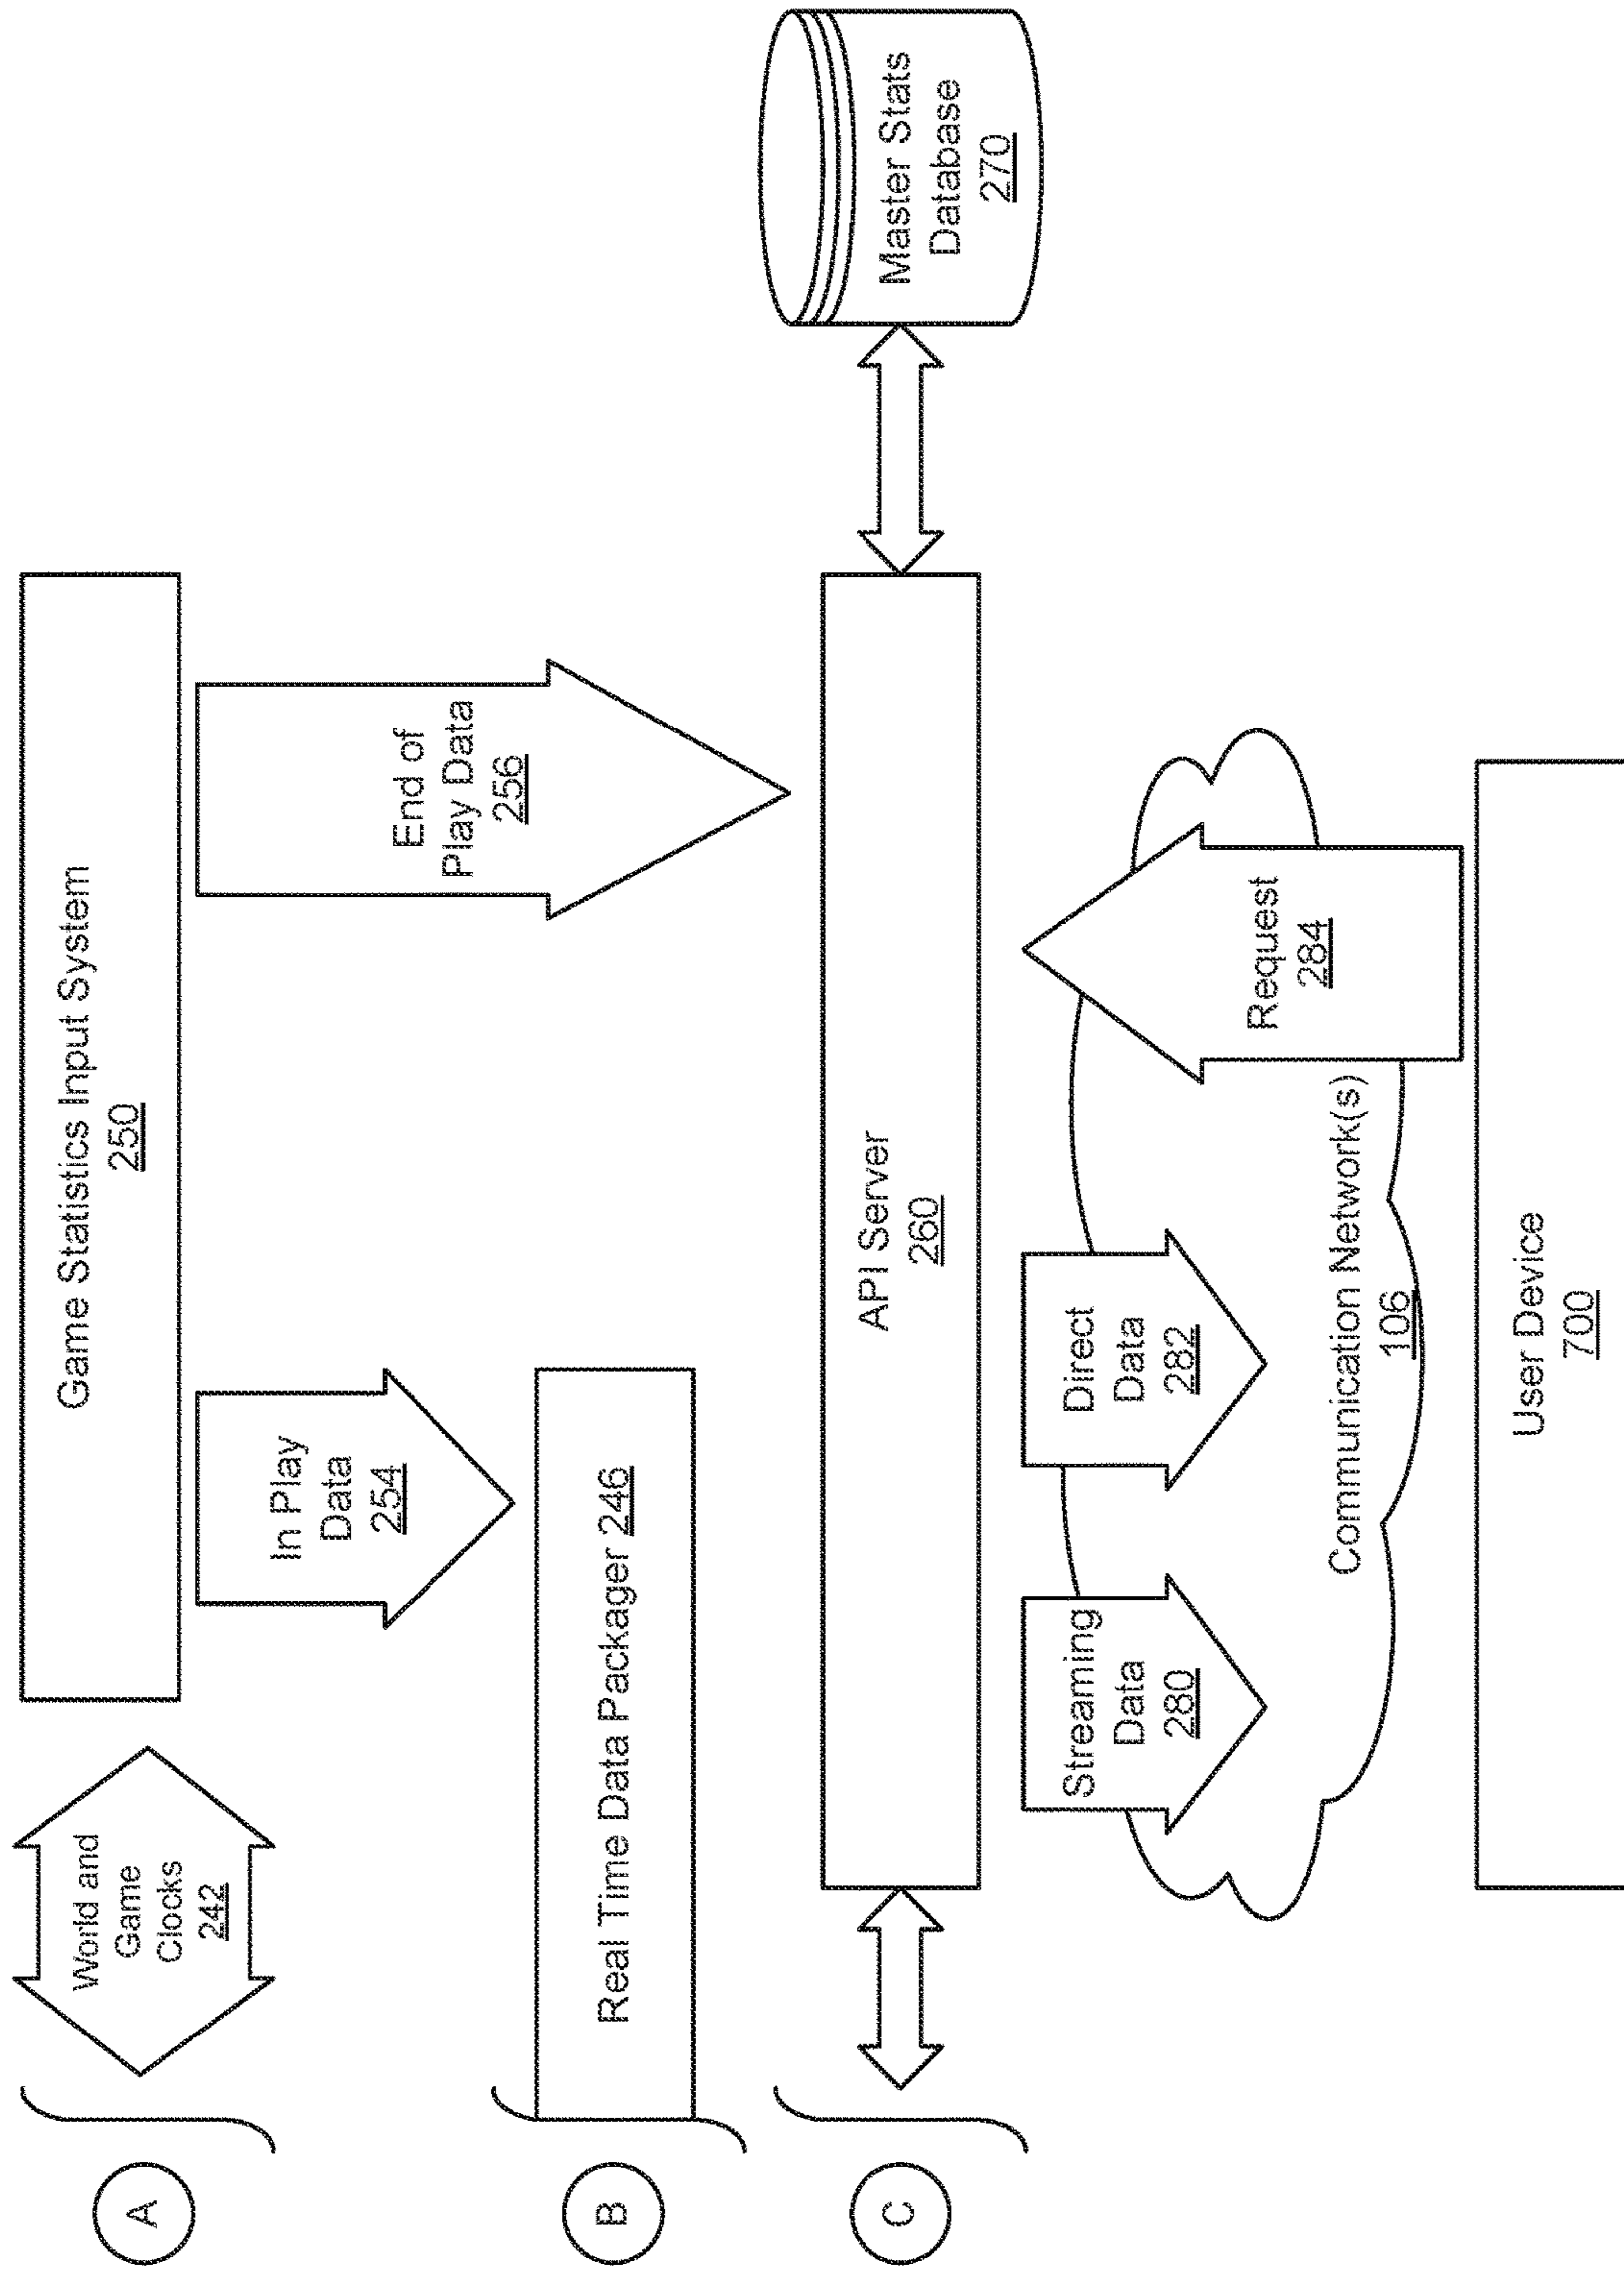 A
World and
Game
Clocks
242
Game Statistics Input System
250
In Play
Data
254
End of
Play Data
256
B
Real Time Data Packager 246
C
API Server
260
Master Stats
Database
270
Streaming
Data
280
Direct
Data
282
Request
284
Communication Network(s)
106
User Device
700